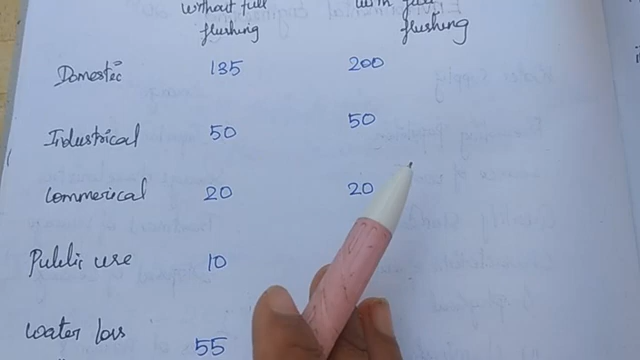 without full with full
flushing flushing
Domestic 135 200
Industrical 50 50
Commerical 20 20
Public use 10
Water loss
55